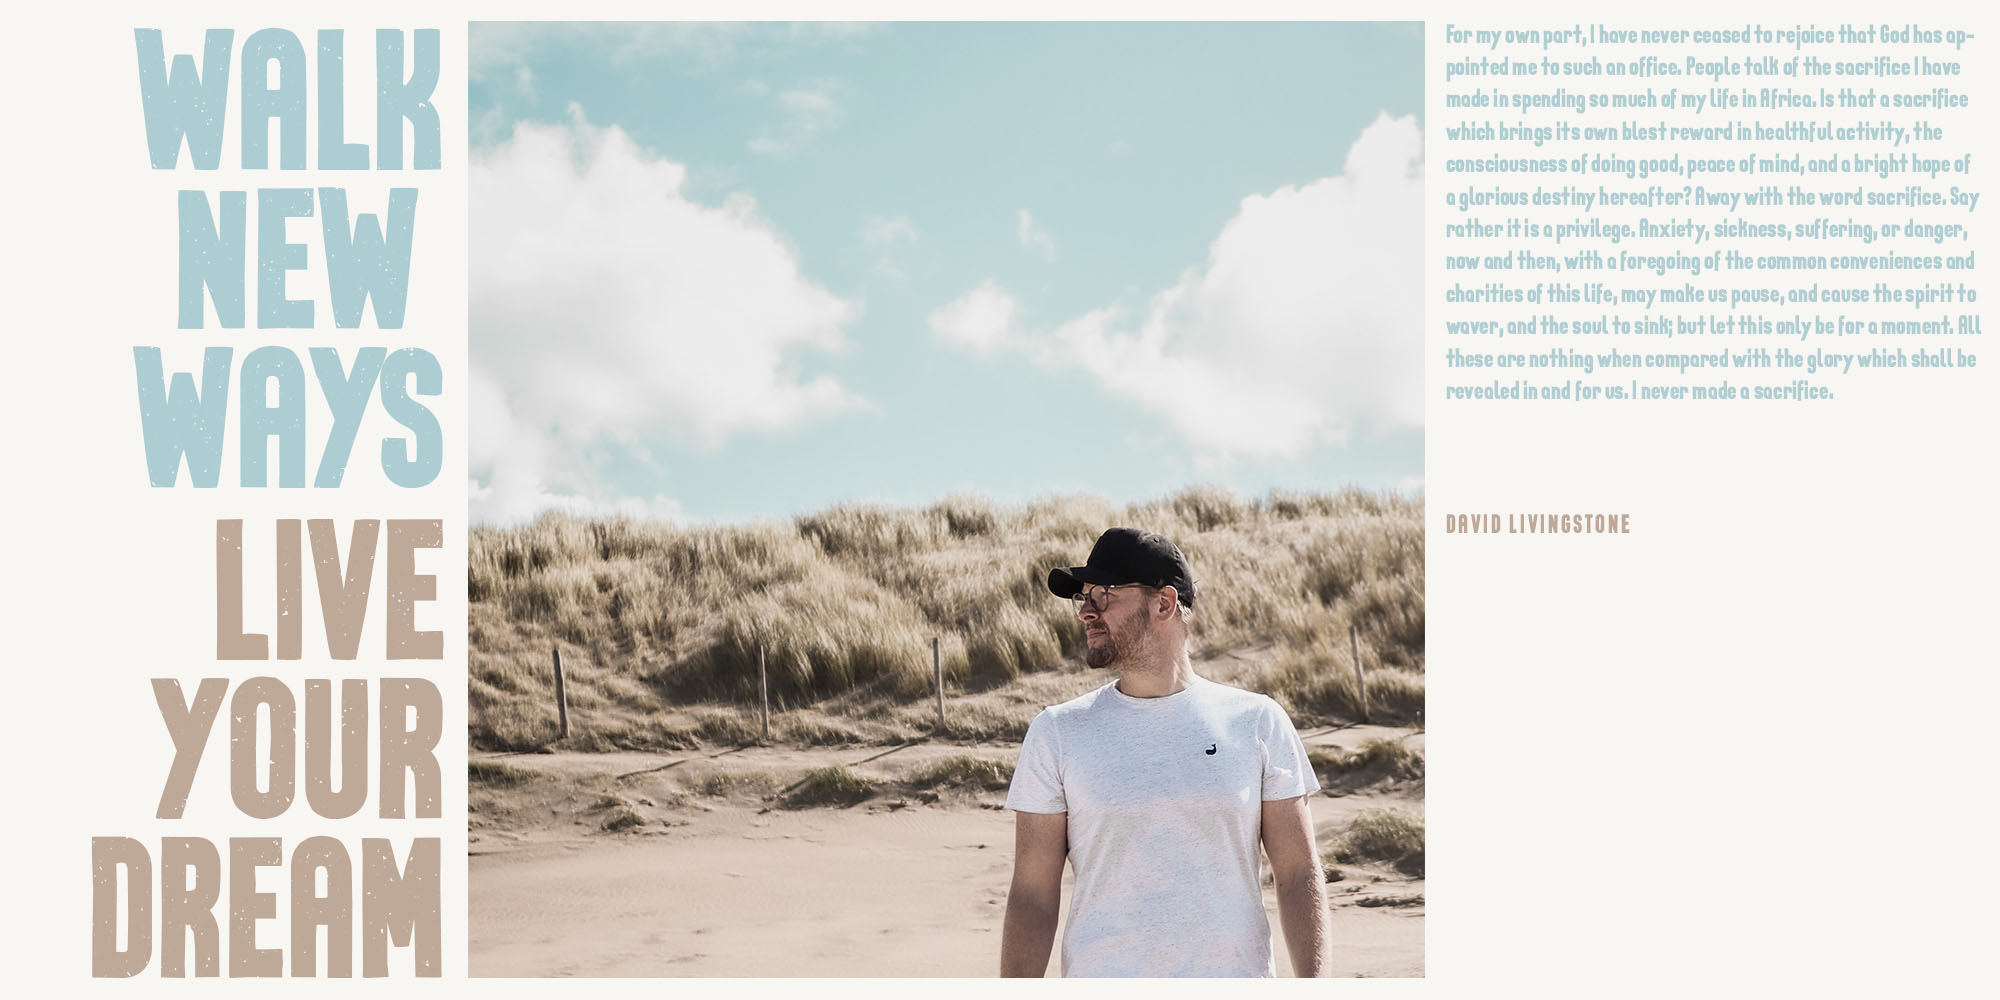 WALK
NEW
WAYS
LIVE
YOUR
DREAM
For my own part, I have never ceased to rejoice that God has ap-
pointed me to such an office. People talk of the sacrifice I have
made in spending so much of my life in Africa. Is that a sacrifice
which brings its own blest reward in healthful activity, the
consciousness of doing good, peace of mind, and a bright hope of
a glorious destiny hereafter? Away with the word sacrifice. Say
rather it is a privilege. Anxiety, sickness, suffering, or danger,
now and then, with a foregoing of the common conveniences and
charities of this life, may make us pause, and cause the spirit to
waver, and the soul to sink; but let this only be for a moment. All
these are nothing when compared with the glory which shall be
revealed in and for us. I never made a sacrifice.
DAVID LIVINGSTONE